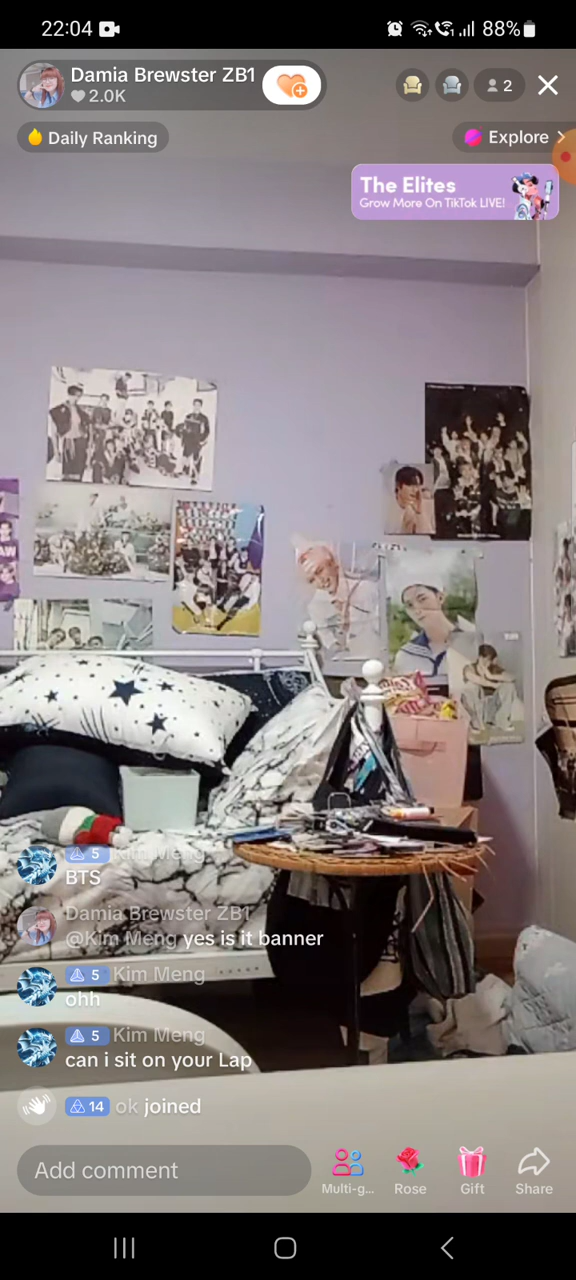 22:04
88%
Damia Brewster ZB1
2.0K
2
Daily Ranking
Explore
The Elites
Grow More On TikTok LIVE!
5 Kim Meng
BTS
Damia Brewster ZB1
@Kim Meng yes is it banner
5 Kim Meng
ohh
5 Kim Meng
can i sit on your Lap
14 ok joined
Add comment
Multi-g...
Rose
Gift
Share